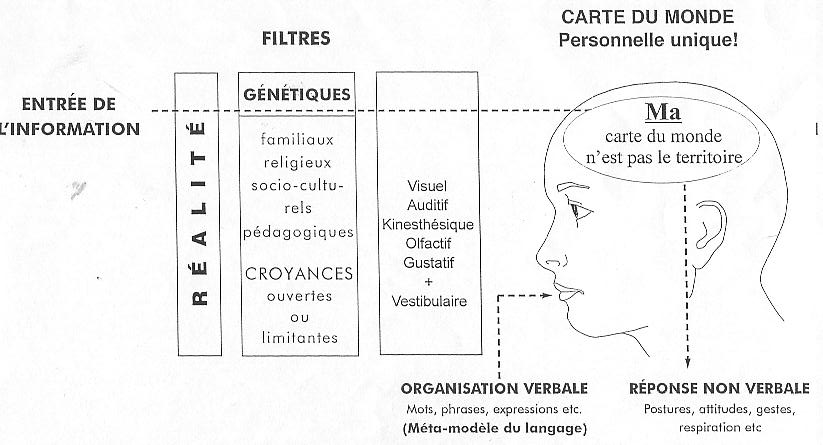 CARTE DU MONDE
Personnelle unique!
FILTRES
ENTRÉE DE
L'INFORMATION
RÉALITÉ
GÉNÉTIQUES
familiaux
religieux
socio-cultu-
rels
pédagogiques
CROYANCES
ouvertes
ou
limitantes
Visuel
Auditif
Kinesthésique
Olfactif
Gustatif
+
Vestibulaire
Ma
carte du monde
n'est pas le territoire
ORGANISATION VERBALE
Mots, phrases, expressions etc.
(Méta-modèle du langage)
RÉPONSE NON VERBALE
Postures, attitudes, gestes,
respiration etc